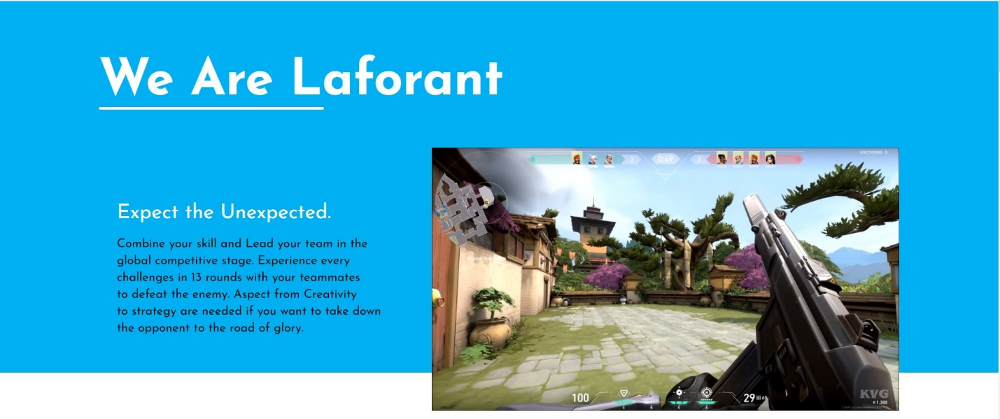 We Are Laforant
Expect the Unexpected.
Combine your skill and Lead your team in the
global competitive stage. Experience every
challenges in 13 rounds with your teammates
to defeat the enemy. Aspect from Creativity
to strategy are needed if you want to take down
the opponent to the road of glory.
2
0:49
2
100
29
60
KVG
1,300